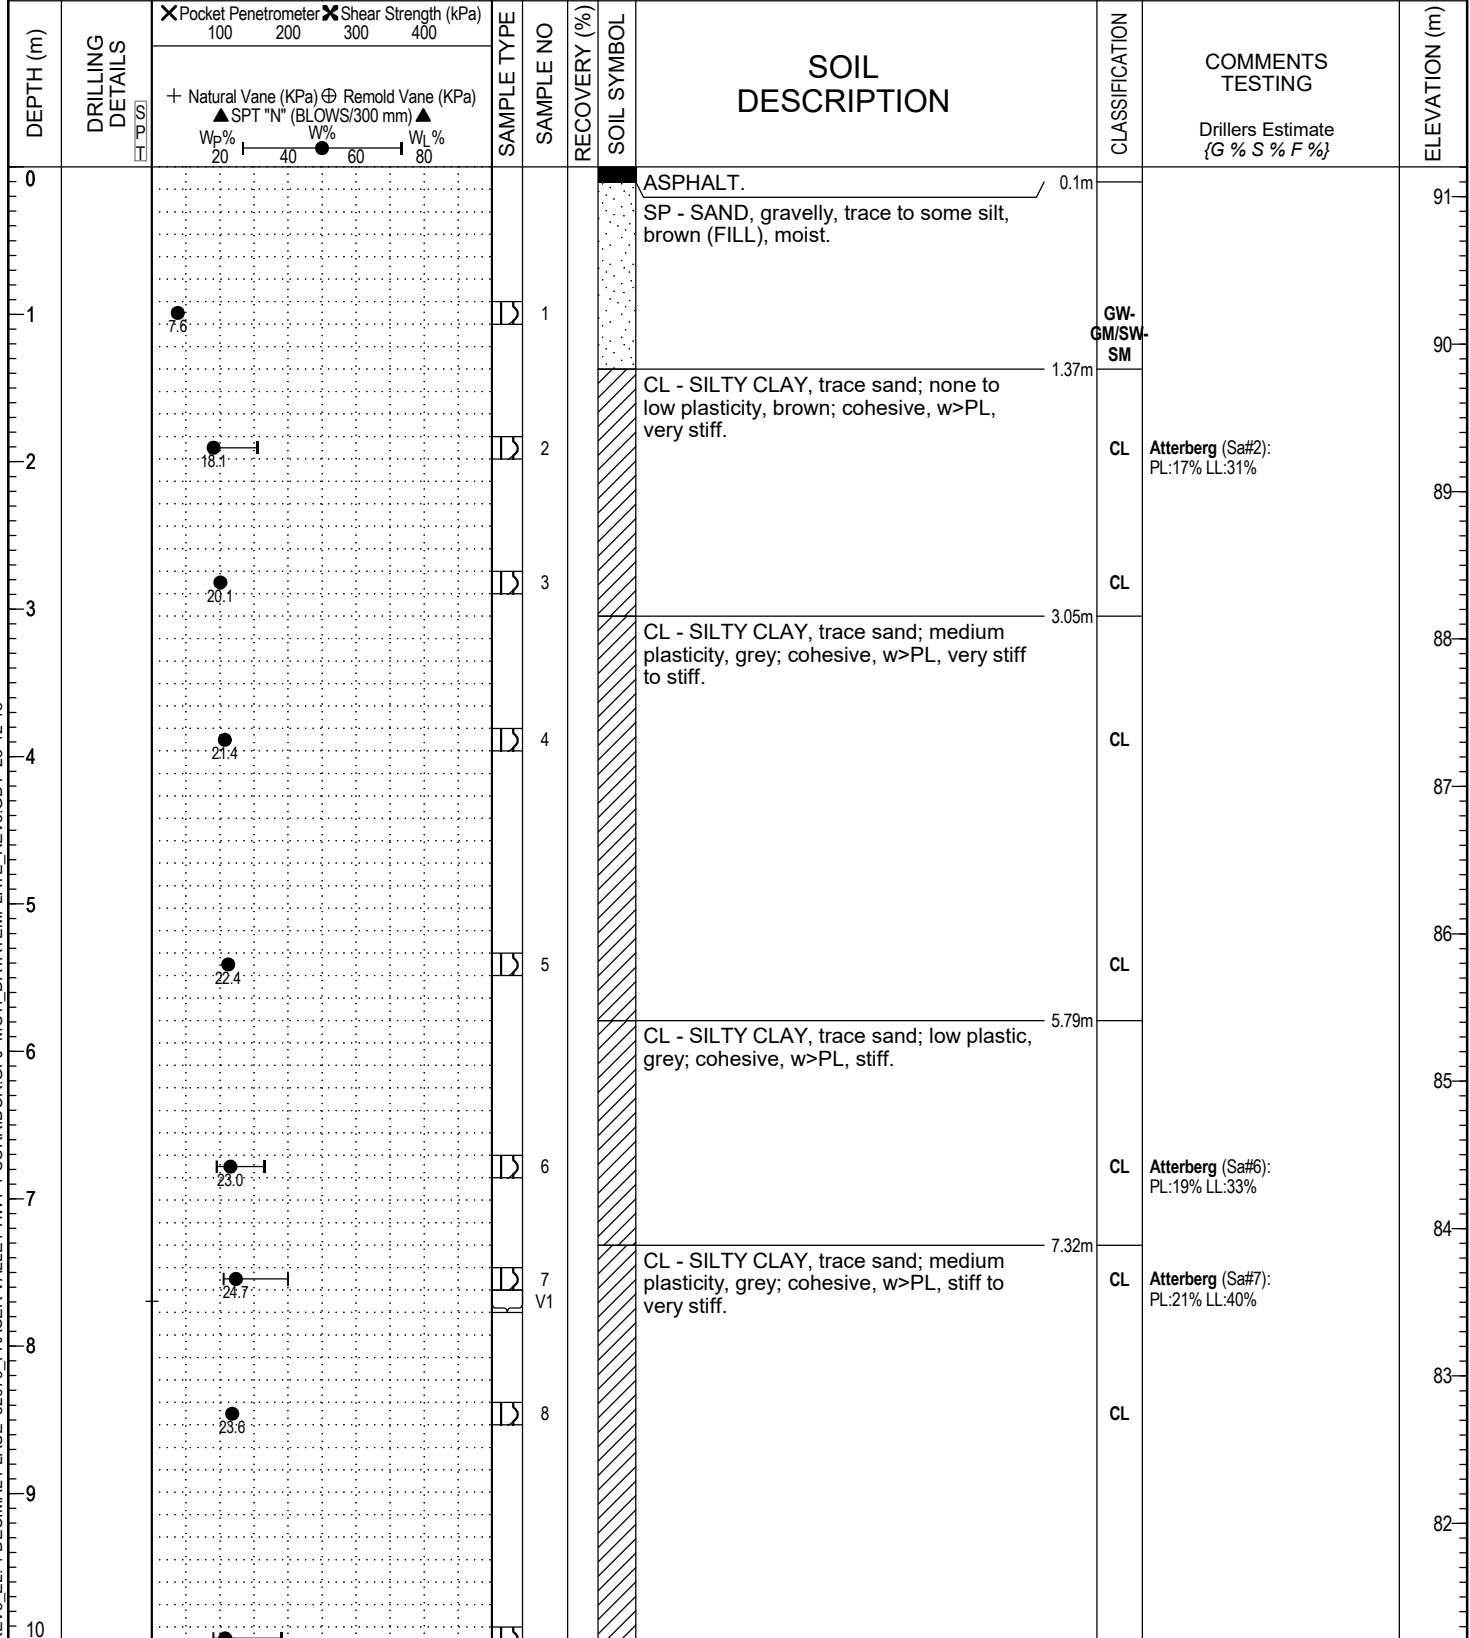 DEPTH (m)
DRILLING DETAILS
SPT
Pocket Penetrometer Shear Strength (kPa)
100 200 300 400
Natural Vane (KPa) Remold Vane (KPa)
SPT "N" (BLOWS/300 mm)
WP% W% WL%
20 40 60 80
SAMPLE TYPE
SAMPLE NO
RECOVERY (%)
SOIL SYMBOL
SOIL DESCRIPTION
CLASSIFICATION
COMMENTS
TESTING
Drillers Estimate
{G % S % F %}
ELEVATION (m)
0
ASPHALT. 0.1m
91
SP - SAND, gravelly, trace to some silt,
brown (FILL), moist.
1
7.6
1
GW-
GM/SW-
SM
90
1.37m
CL - SILTY CLAY, trace sand; none to
low plasticity, brown; cohesive, w>PL,
very stiff.
2
18.1
2
CL
Atterberg (Sa#2):
PL:17% LL:31%
89
20.1
3
CL
3
3.05m
88
CL - SILTY CLAY, trace sand; medium
plasticity, grey; cohesive, w>PL, very stiff
to stiff.
21.4
4
CL
4
87
5
86
22.4
5
CL
5.79m
CL - SILTY CLAY, trace sand; low plastic,
grey; cohesive, w>PL, stiff.
6
85
23.0
6
CL
Atterberg (Sa#6):
PL:19% LL:33%
7
84
7.32m
CL - SILTY CLAY, trace sand; medium
plasticity, grey; cohesive, w>PL, stiff to
very stiff.
24.7
7
V1
CL
Atterberg (Sa#7):
PL:21% LL:40%
8
83
23.6
8
CL
9
82
10